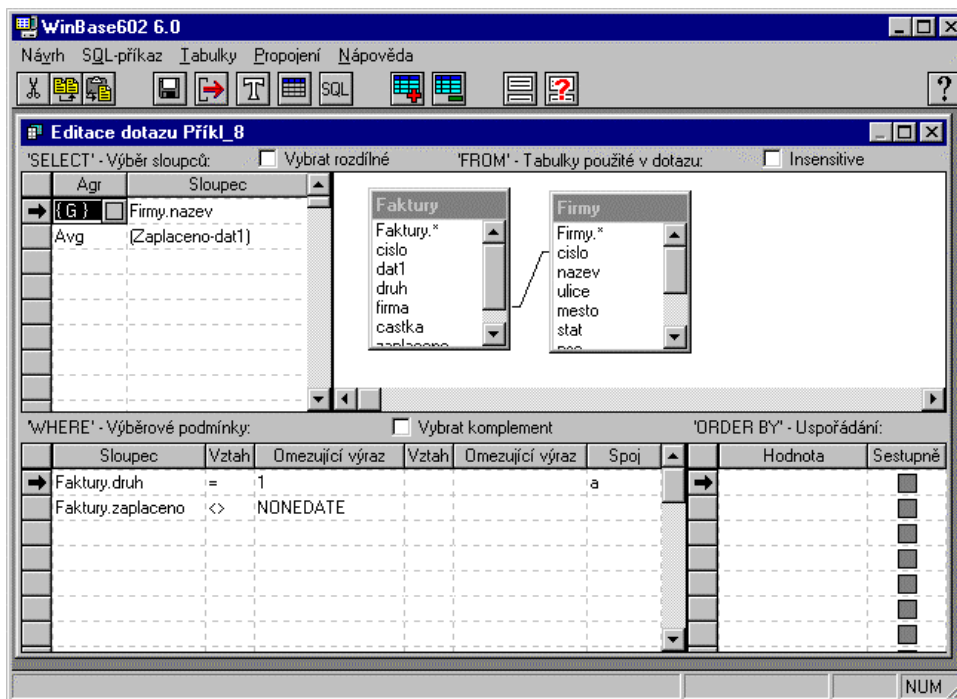 WinBase602 6.0
Návrh SQL-příkaz Tabulky Propojení Nápověda
SQL
?
Editace dotazu Příkl_8
'SELECT' - Výběr sloupců: Vybrat rozdílné 'FROM' - Tabulky použité v dotazu: Insensitive
Agr Sloupec
{G} Firmy.nazev
Avg (Zaplaceno-dat1)
Faktury
Faktury.*
cislo
dat1
druh
firma
castka
zaplaceno
Firmy
Firmy.*
cislo
nazev
ulice
mesto
stat
'WHERE' - Výběrové podmínky: Vybrat komplement 'ORDER BY' - Uspořádání:
Sloupec Vztah Omezující výraz Vztah Omezující výraz Spoj Hodnota Sestupně
Faktury.druh = 1 a
Faktury.zaplaceno <> NONEDATE
NUM